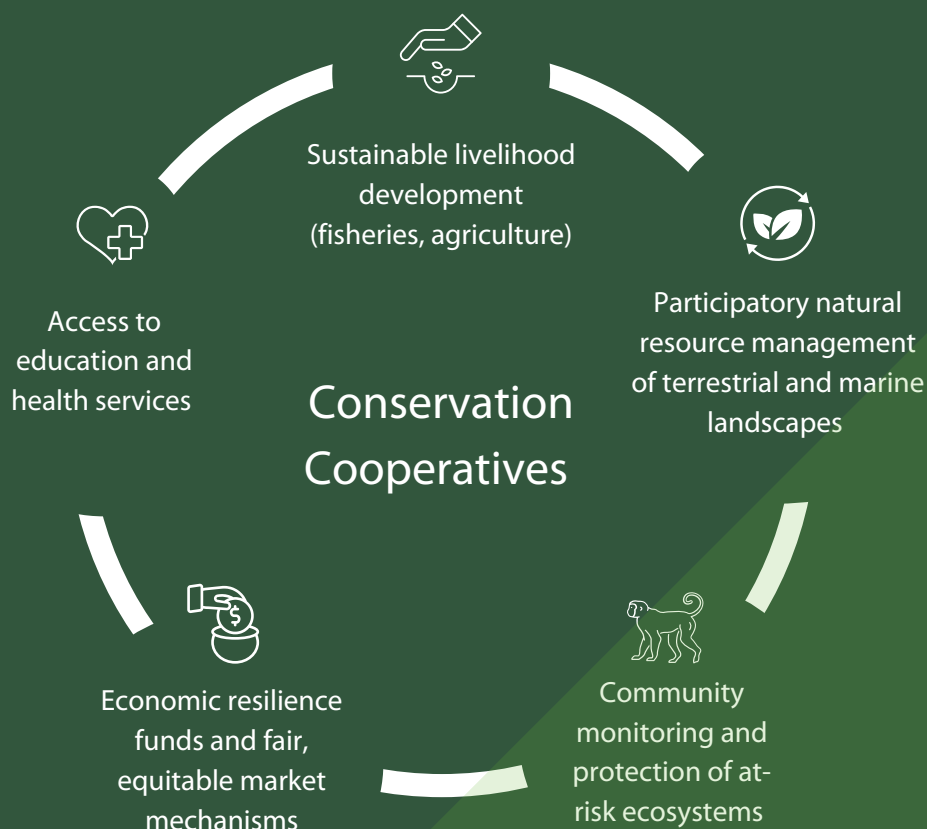 Sustainable livelihood
development
(fisheries, agriculture)
Participatory natural
resource management
of terrestrial and marine
landscapes
Access to
education and
health services
Conservation
Cooperatives
$
Economic resilience
funds and fair,
equitable market
mechanisms
Community
monitoring and
protection of at-
risk ecosystems